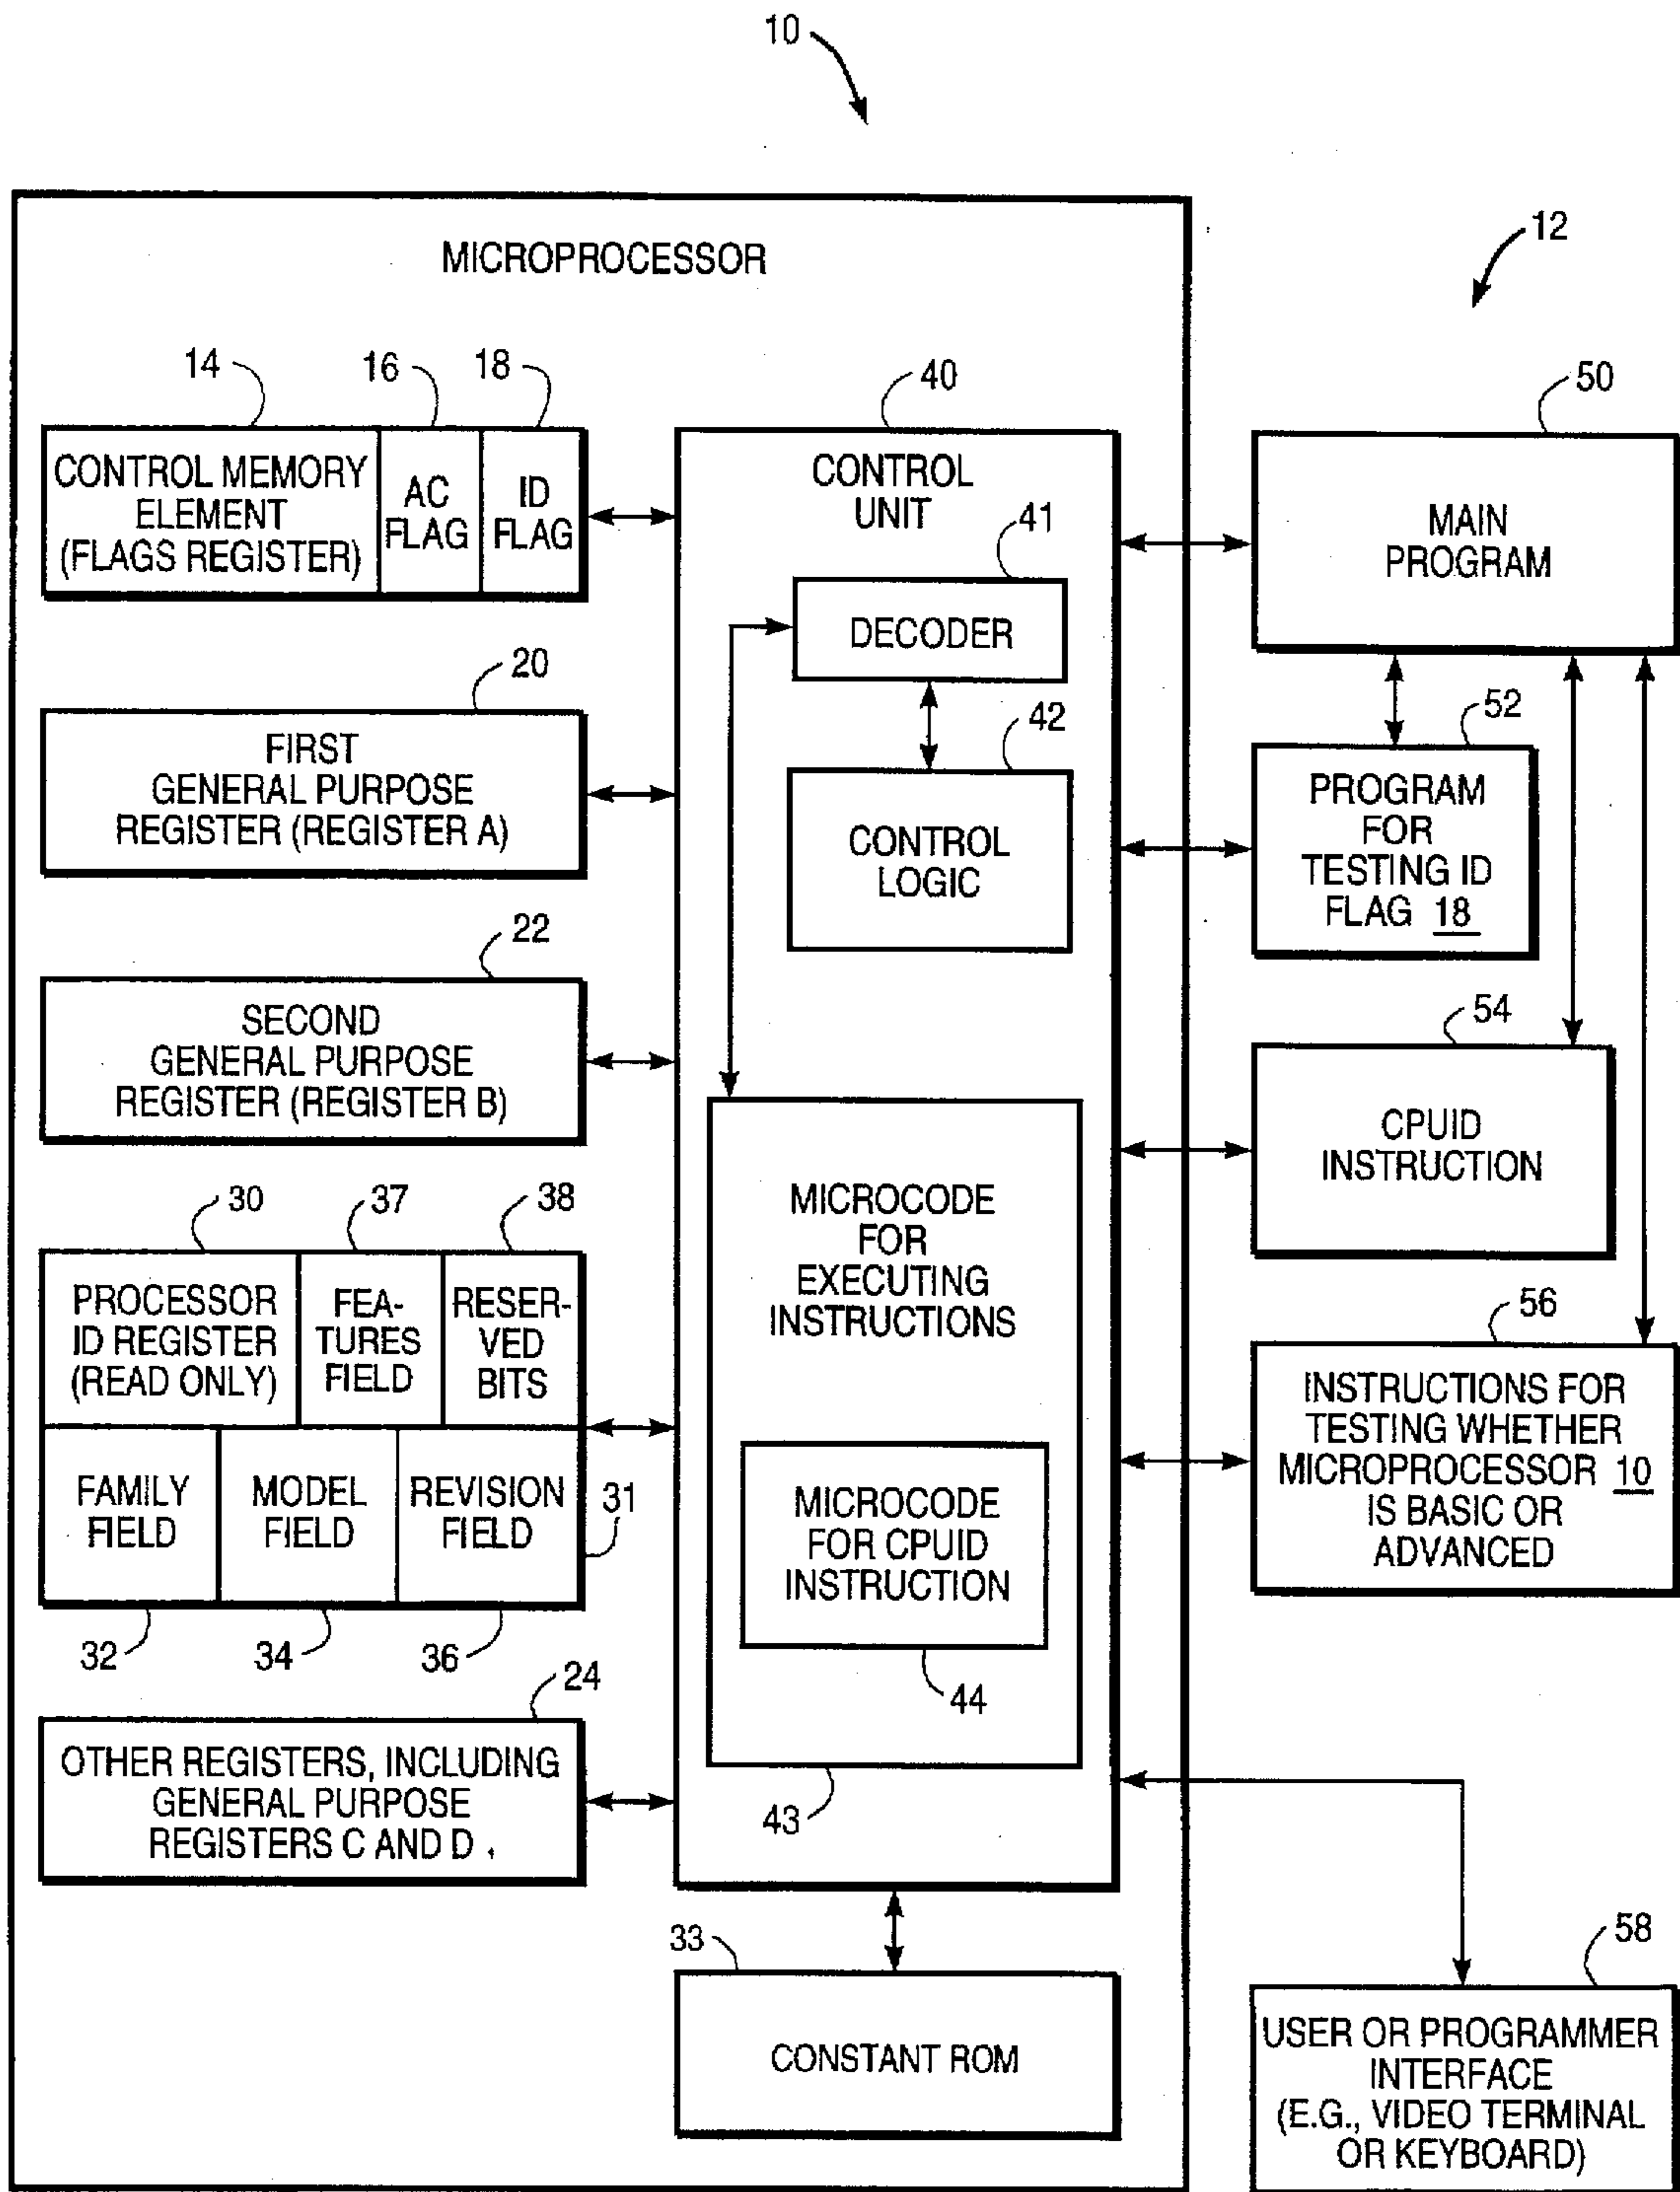 10
12
MICROPROCESSOR
14
16
18
40
50
CONTROL MEMORY
ELEMENT
(FLAGS REGISTER)
AC
FLAG
ID
FLAG
CONTROL
UNIT
41
DECODER
MAIN
PROGRAM
20
FIRST
GENERAL PURPOSE
REGISTER (REGISTER A)
42
CONTROL
LOGIC
52
PROGRAM
FOR
TESTING ID
FLAG 18
22
SECOND
GENERAL PURPOSE
REGISTER (REGISTER B)
54
CPUID
INSTRUCTION
30
37
38
PROCESSOR
ID REGISTER
(READ ONLY)
FEA-
TURES
FIELD
RESER-
VED
BITS
FAMILY
FIELD
MODEL
FIELD
REVISION
FIELD
31
32
34
36
MICROCODE
FOR
EXECUTING
INSTRUCTIONS
MICROCODE
FOR CPUID
INSTRUCTION
44
43
56
INSTRUCTIONS FOR
TESTING WHETHER
MICROPROCESSOR 10
IS BASIC OR
ADVANCED
24
OTHER REGISTERS, INCLUDING
GENERAL PURPOSE
REGISTERS C AND D .
33
CONSTANT ROM
58
USER OR PROGRAMMER
INTERFACE
(E.G., VIDEO TERMINAL
OR KEYBOARD)